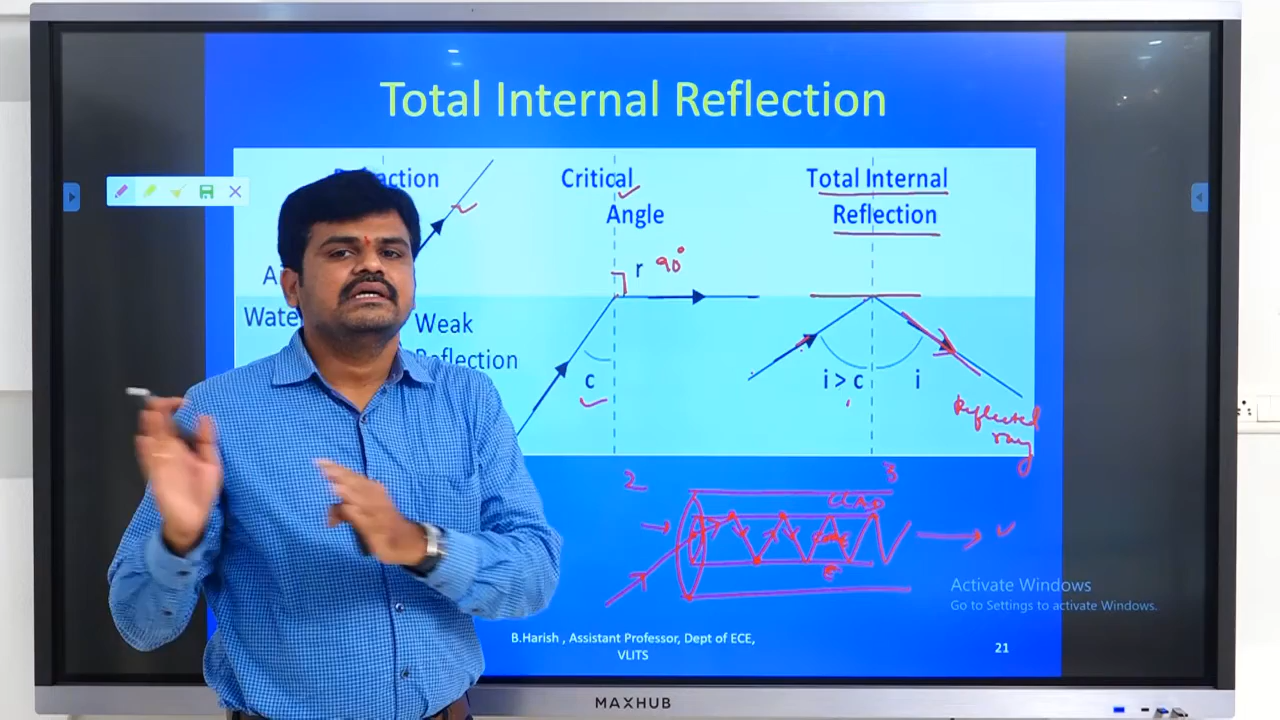 Total Internal Reflection
Critical
Angle
Total Internal
Reflection
r 90°
Weak
Reflection
c
i > c
i
Reflected
ray
2
3
CLAD
Core
Activate Windows
Go to Settings to activate Windows.
B.Harish , Assistant Professor, Dept of ECE,
VLITS
21
MAXHUB